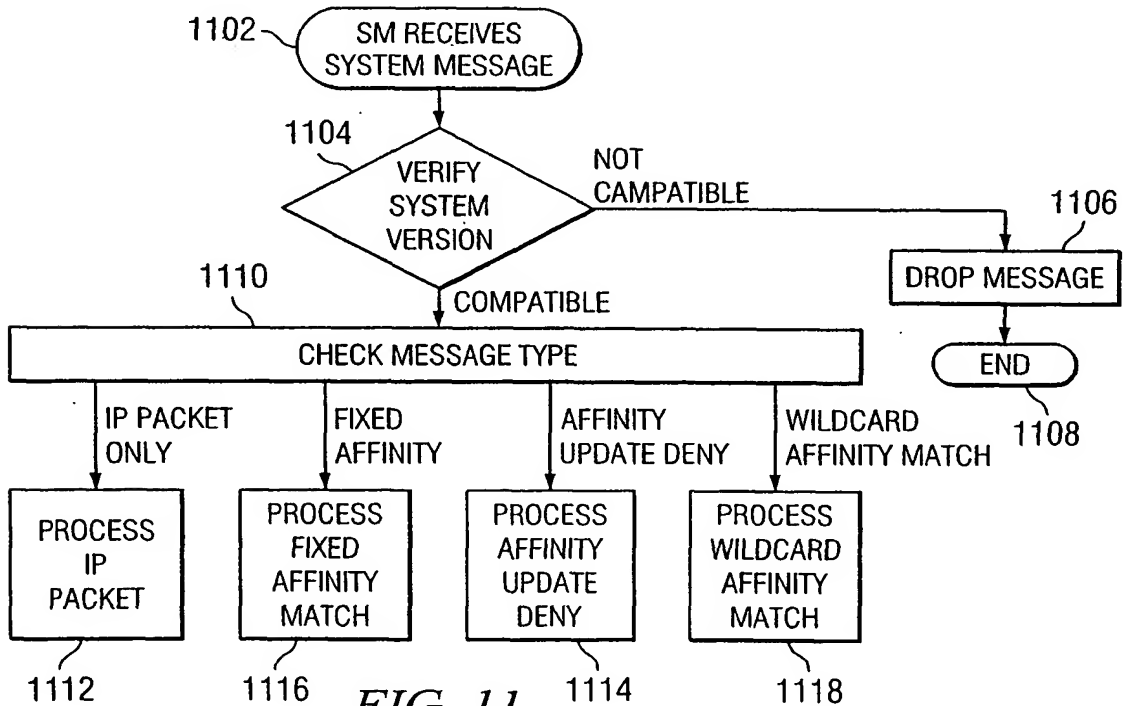 1102
SM RECEIVES
SYSTEM MESSAGE
1104
VERIFY
SYSTEM
VERSION
NOT
CAMPATIBLE
1106
DROP MESSAGE
END
1108
COMPATIBLE
1110
CHECK MESSAGE TYPE
IP PACKET
ONLY
FIXED
AFFINITY
AFFINITY
UPDATE DENY
WILDCARD
AFFINITY MATCH
PROCESS
IP
PACKET
PROCESS
FIXED
AFFINITY
MATCH
PROCESS
AFFINITY
UPDATE
DENY
PROCESS
WILDCARD
AFFINITY
MATCH
1112
1116
FIG. 11
1114
1118